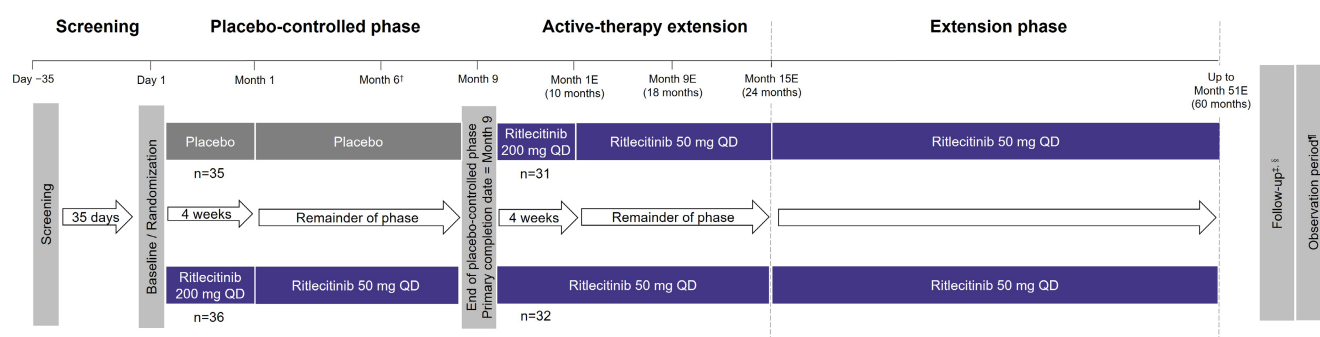 Screening
Placebo-controlled phase
Active-therapy extension
Extension phase
Day −35
Day 1
Month 1
Month 6†
Month 9
Month 1E
(10 months)
Month 9E
(18 months)
Month 15E
(24 months)
Up to
Month 51E
(60 months)
Screening
35 days
Baseline / Randomization
Placebo
Placebo
n=35
4 weeks
Remainder of phase
Ritlecitinib
200 mg QD
Ritlecitinib 50 mg QD
n=36
End of placebo-controlled phase
Primary completion date = Month 9
Ritlecitinib
200 mg QD
Ritlecitinib 50 mg QD
Ritlecitinib 50 mg QD
n=31
4 weeks
Remainder of phase
Ritlecitinib 50 mg QD
Ritlecitinib 50 mg QD
n=32
Follow-up‡, §
Observation period¶